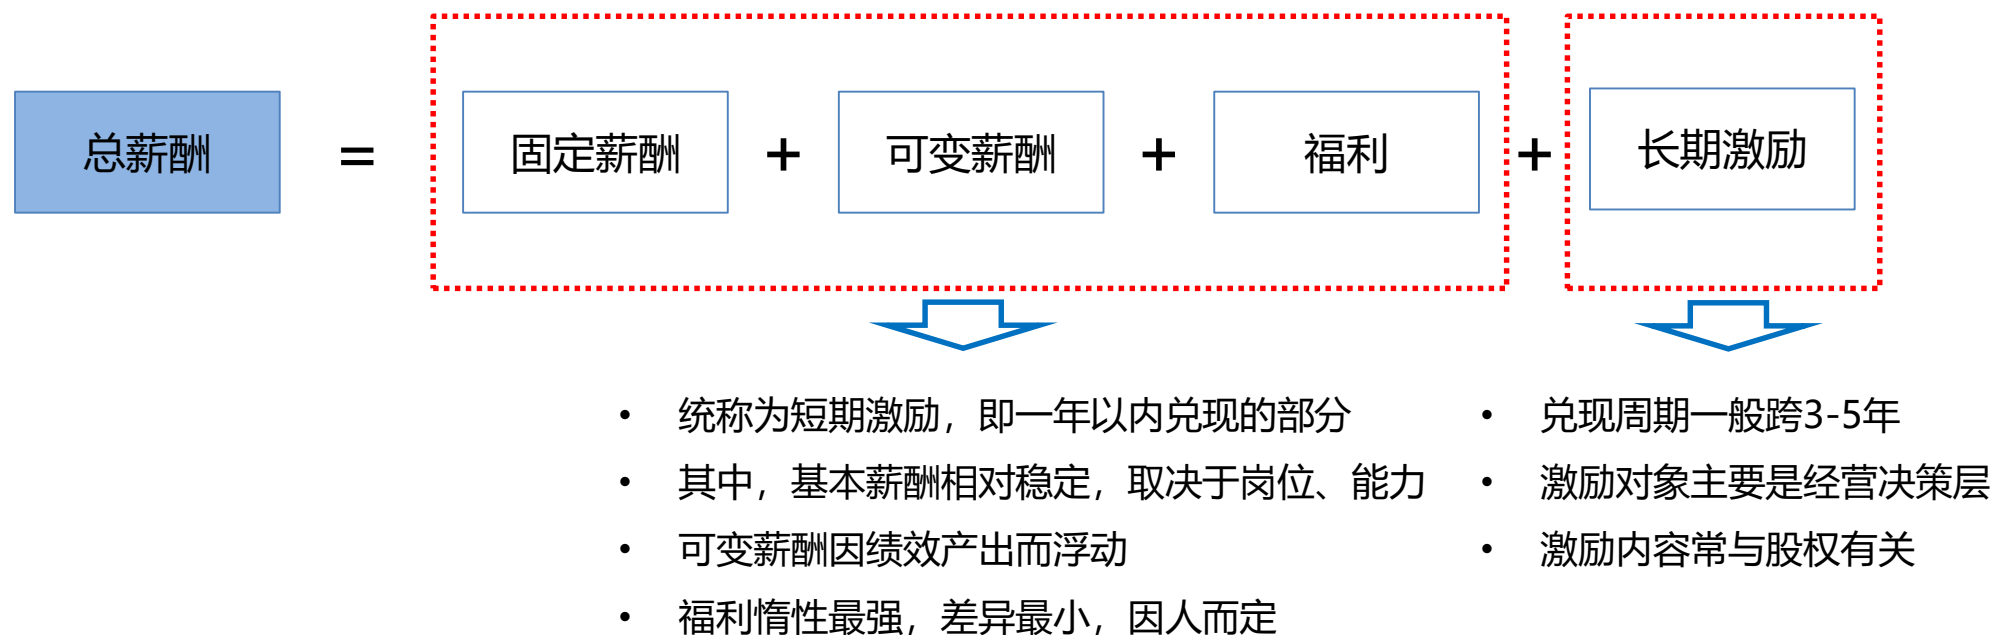 总薪酬 = 固定薪酬 + 可变薪酬 + 福利 + 长期激励
• 统称为短期激励，即一年以内兑现的部分
• 其中，基本薪酬相对稳定，取决于岗位、能力
• 可变薪酬因绩效产出而浮动
• 福利惰性最强，差异最小，因人而定
• 兑现周期一般跨3-5年
• 激励对象主要是经营决策层
• 激励内容常与股权有关